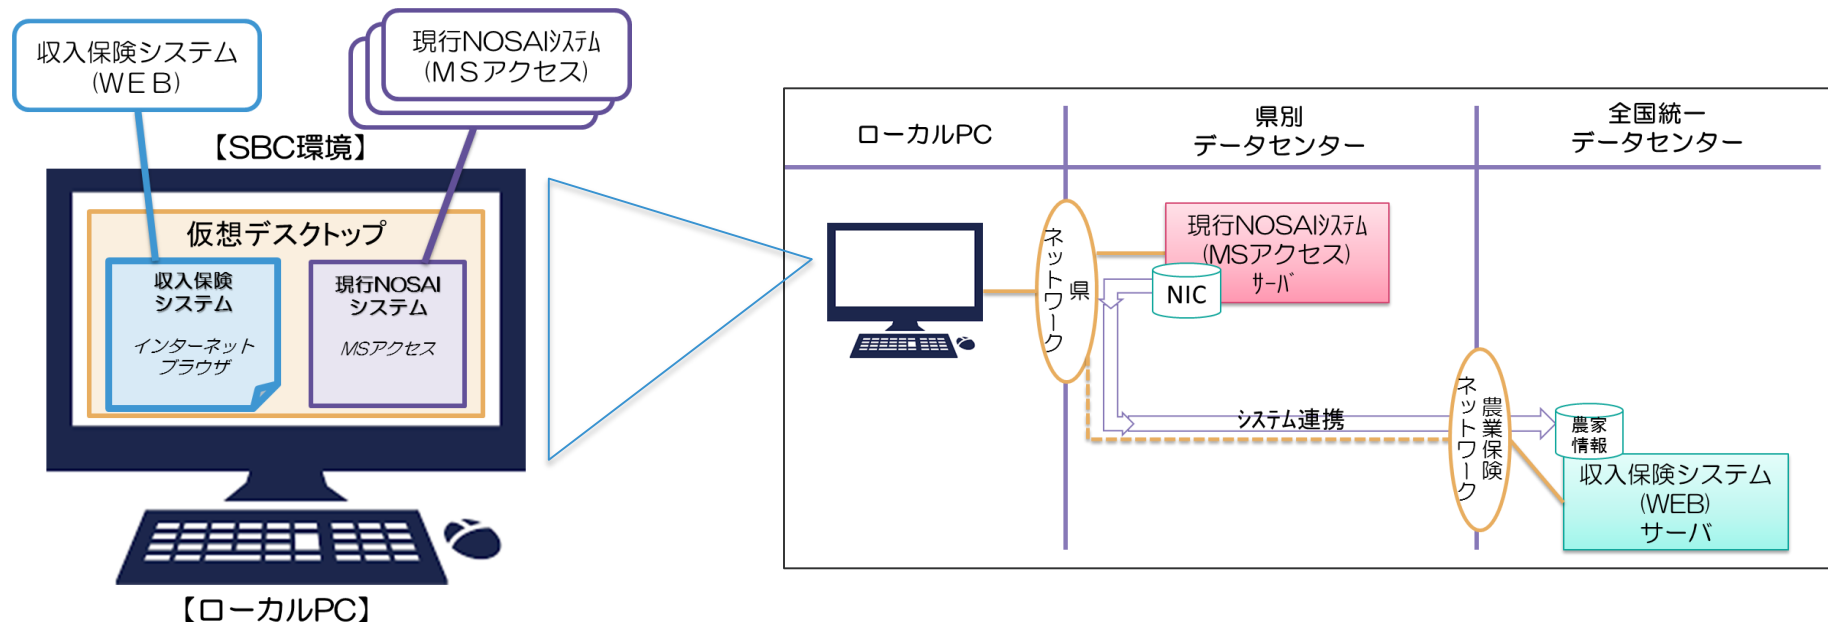 収入保険システム
(WEB)
現行NOSAIｼｽﾃﾑ
(MSアクセス)
【SBC環境】
仮想デスクトップ
収入保険
システム
インターネット
ブラウザ
現行NOSAI
システム
MSアクセス
【ローカルPC】
ローカルPC
県別
データセンター
全国統一
データセンター
県
ネットワーク
現行NOSAIｼｽﾃﾑ
(MSアクセス)
ｻｰﾊﾞ
NIC
ｼｽﾃﾑ連携
農業保険
ネットワーク
農家
情報
収入保険システム
(WEB)
サーバ